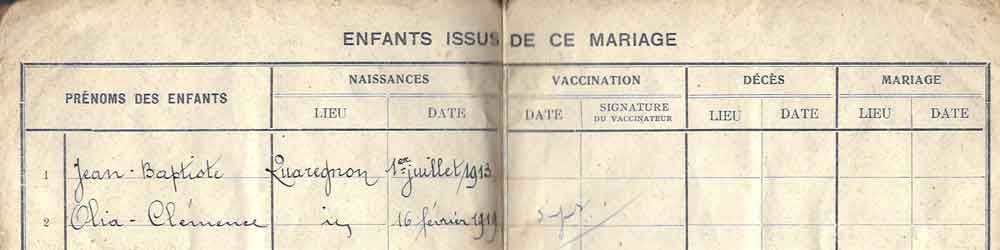 ENFANTS ISSUS DE CE MARIAGE
PRÉNOMS DES ENFANTS NAISSANCES VACCINATION DÉCÈS MARIAGE
LIEU DATE DATE SIGNATURE DU VACCINATEUR LIEU DATE LIEU DATE
1 Jean-Baptiste Quaregnon 1er juillet 1913
2 Olia-Clémence 16 février 1919